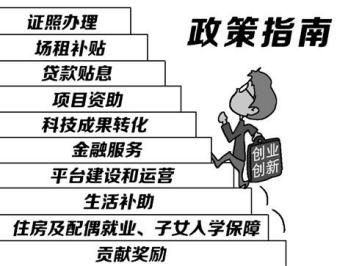 政策指南
证照办理
场租补贴
贷款贴息
项目资助
科技成果转化
金融服务
平台建设和运营
生活补助
住房及配偶就业、子女入学保障
贡献奖励
创业
创新